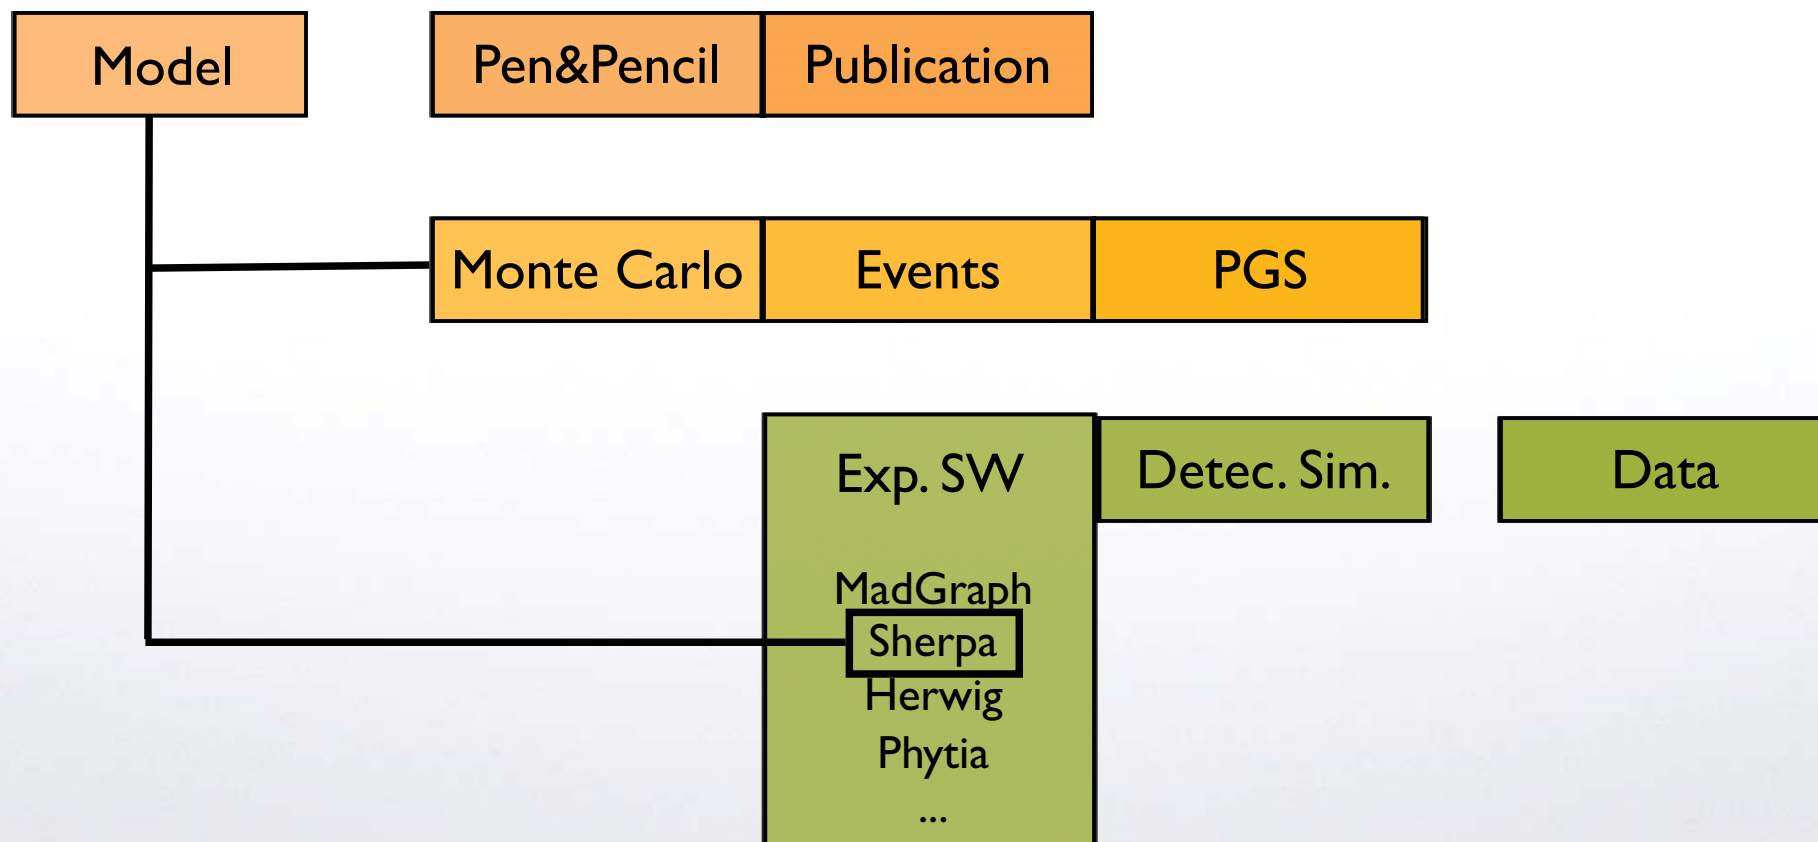 Model
Pen&Pencil
Publication
Monte Carlo
Events
PGS
Exp. SW
Detec. Sim.
Data
MadGraph
Sherpa
Herwig
Phytia
...